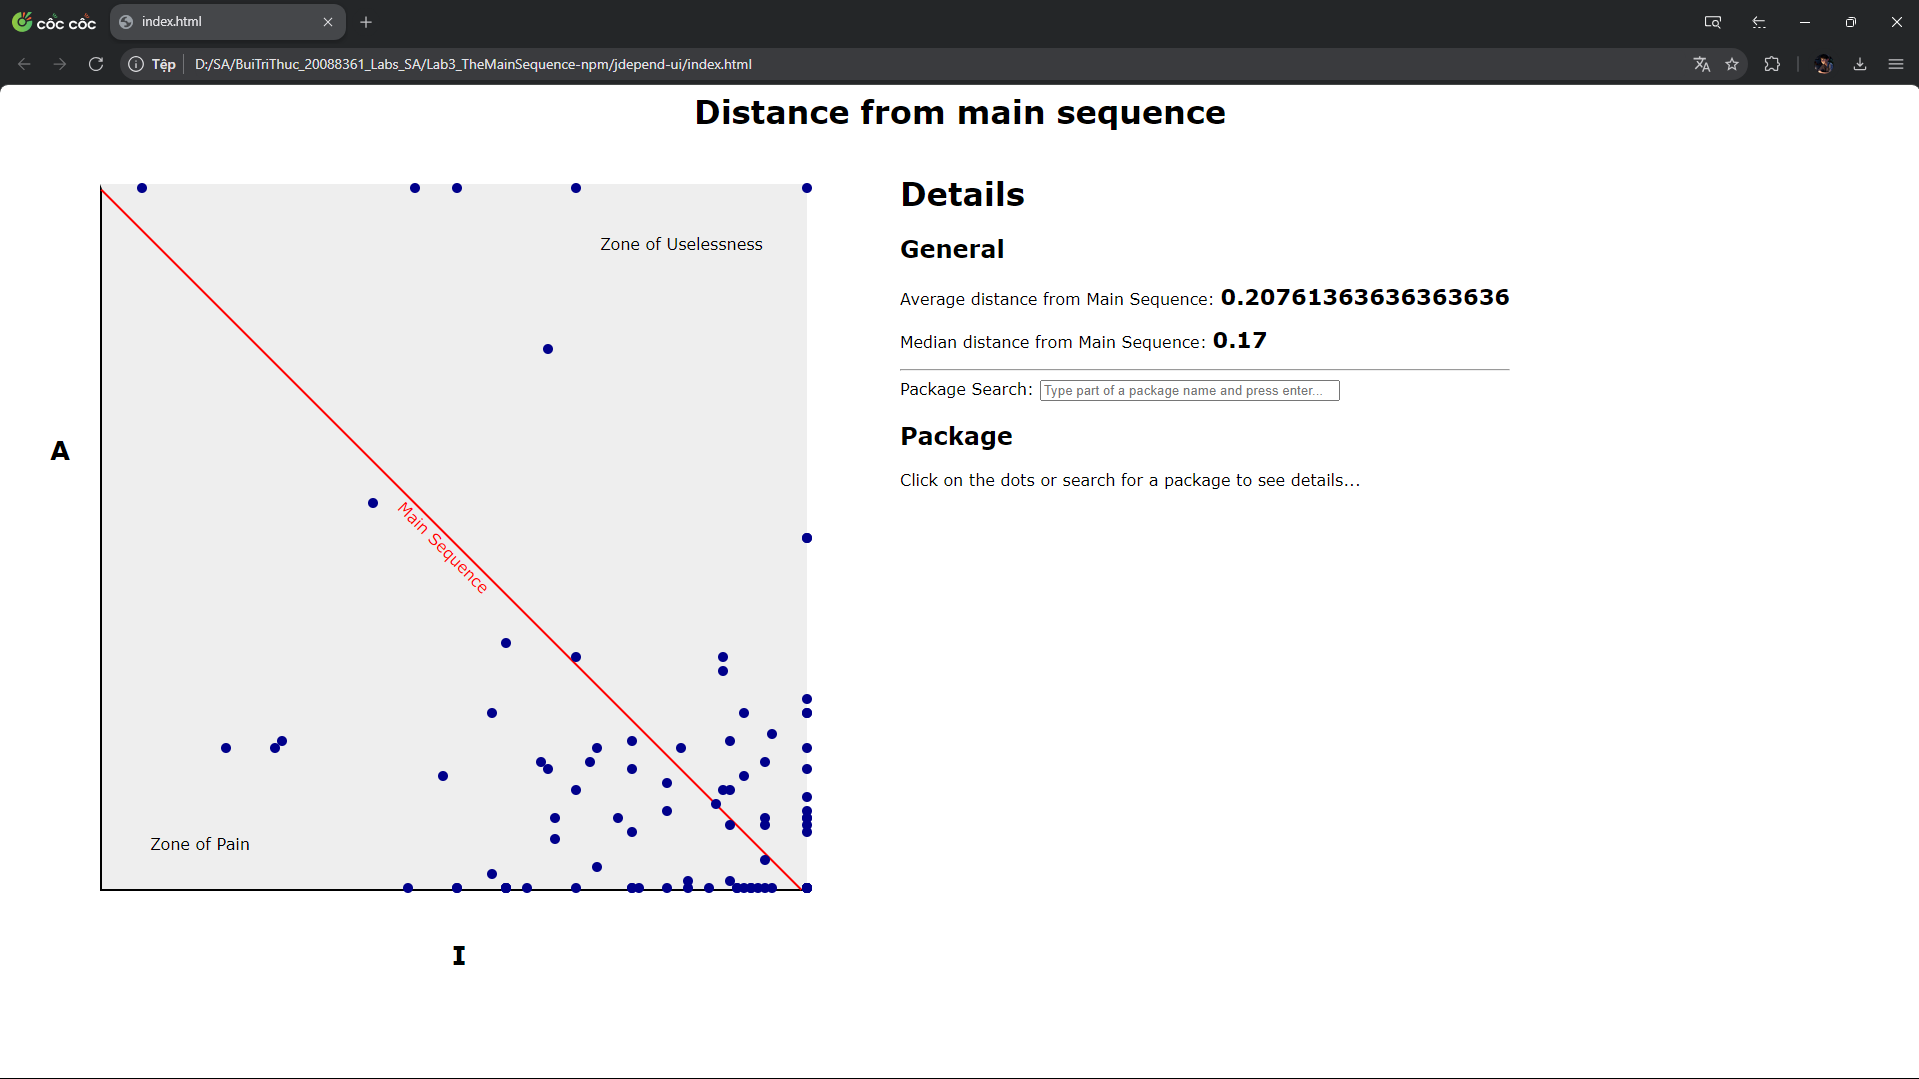 cốc cốc
index.html
Tệp
D:/SA/BuiTriThuc_20088361_Labs_SA/Lab3_TheMainSequence-npm/jdepend-ui/index.html
Distance from main sequence
Zone of Uselessness
A
Main Sequence
Zone of Pain
I
Details
General
Average distance from Main Sequence: 0.20761363636363636
Median distance from Main Sequence: 0.17
Package Search: Type part of a package name and press enter...
Package
Click on the dots or search for a package to see details...